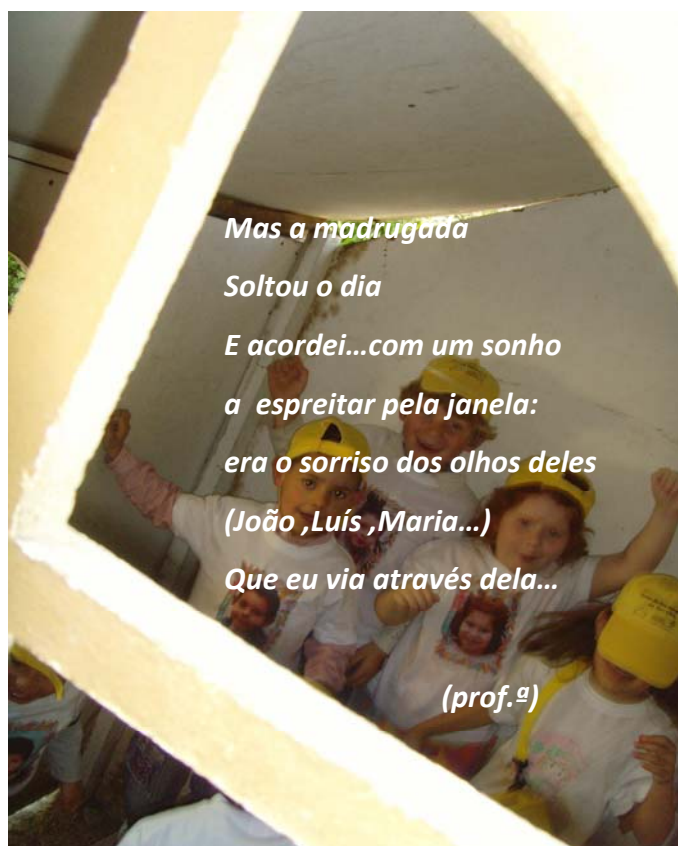 Mas a madrugada
Soltou o dia
E acordei...com um sonho
a  espreitar pela janela:
era o sorriso dos olhos deles
(João ,Luís ,Maria...)
Que eu via através dela...
(prof.ª)